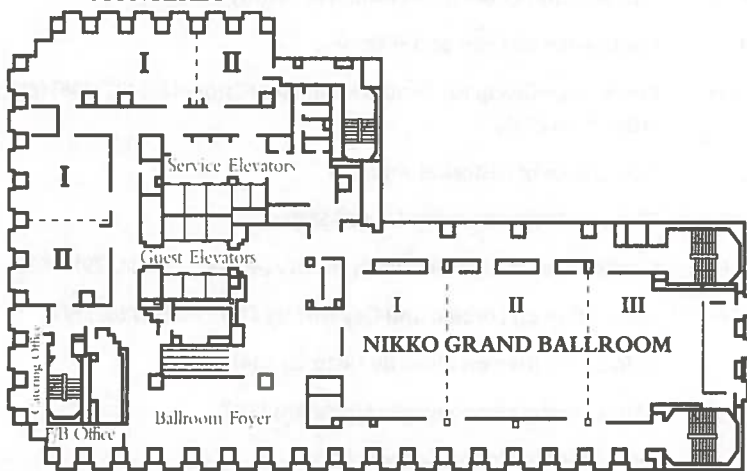 I
II
Service Elevators
I
II
Guest Elevators
I
II
III
NIKKO GRAND BALLROOM
Catering Office
F/B Office
Ballroom Foyer